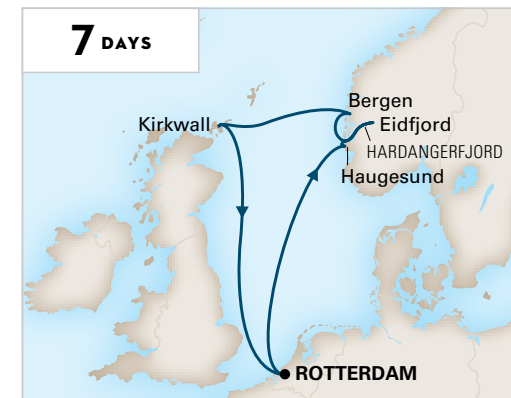 7 DAYS
Bergen
Kirkwall
Eidfjord
HARDANGERFJORD
Haugesund
ROTTERDAM